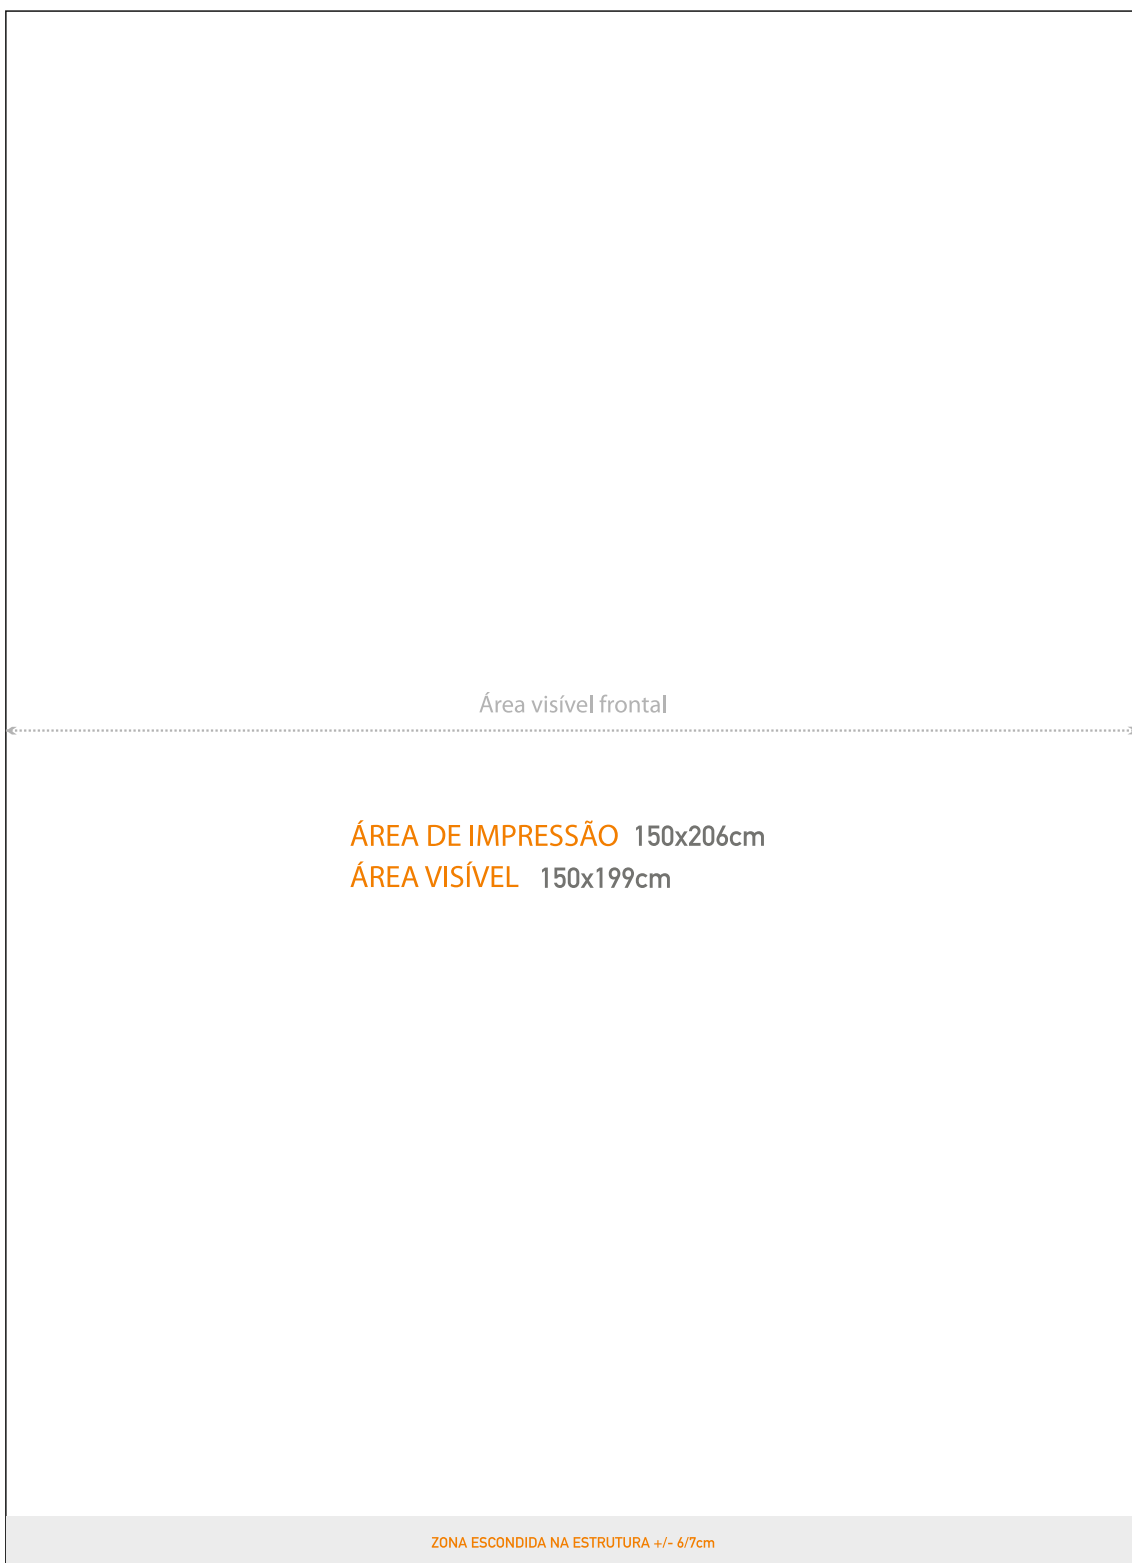 Área visível frontal
ÁREA DE IMPRESSÃO 150x206cm
ÁREA VISÍVEL 150x199cm
ZONA ESCONDIDA NA ESTRUTURA +/- 6/7cm